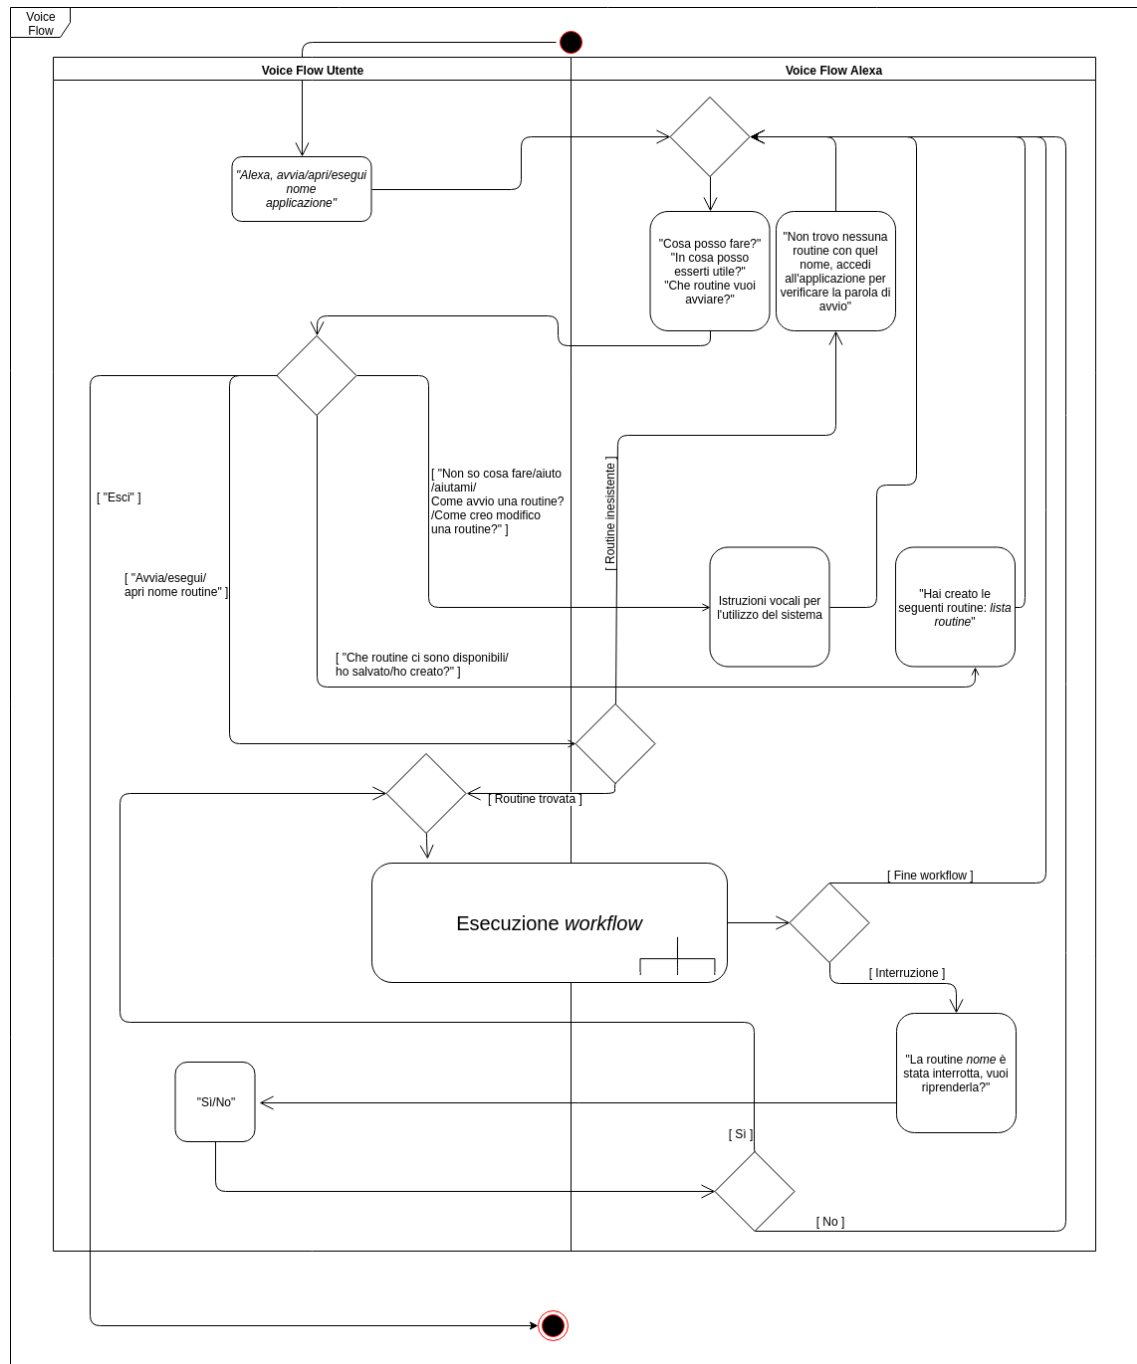 Voice
Flow
Voice Flow Utente
Voice Flow Alexa
"Alexa, avvia/apri/esegui
nome
applicazione"
"Cosa posso fare?"
"In cosa posso
esserti utile?"
"Che routine vuoi
avviare?"
"Non trovo nessuna
routine con quel
nome, accedi
all'applicazione per
verificare la parola di
avvio"
[ "Non so cosa fare/aiuto
/aiutami/
Come avvio una routine?
/Come creo modifico
una routine?" ]
[ "Esci" ]
[ Routine inesistente ]
[ "Avvia/esegui/
apri nome routine" ]
Istruzioni vocali per
l'utilizzo del sistema
"Hai creato le
seguenti routine: lista
routine"
[ "Che routine ci sono disponibili/
ho salvato/ho creato?" ]
[ Routine trovata ]
Esecuzione workflow
[ Fine workflow ]
[ Interruzione ]
"La routine nome è
stata interrotta, vuoi
riprenderla?"
"Sì/No"
[ Sì ]
[ No ]